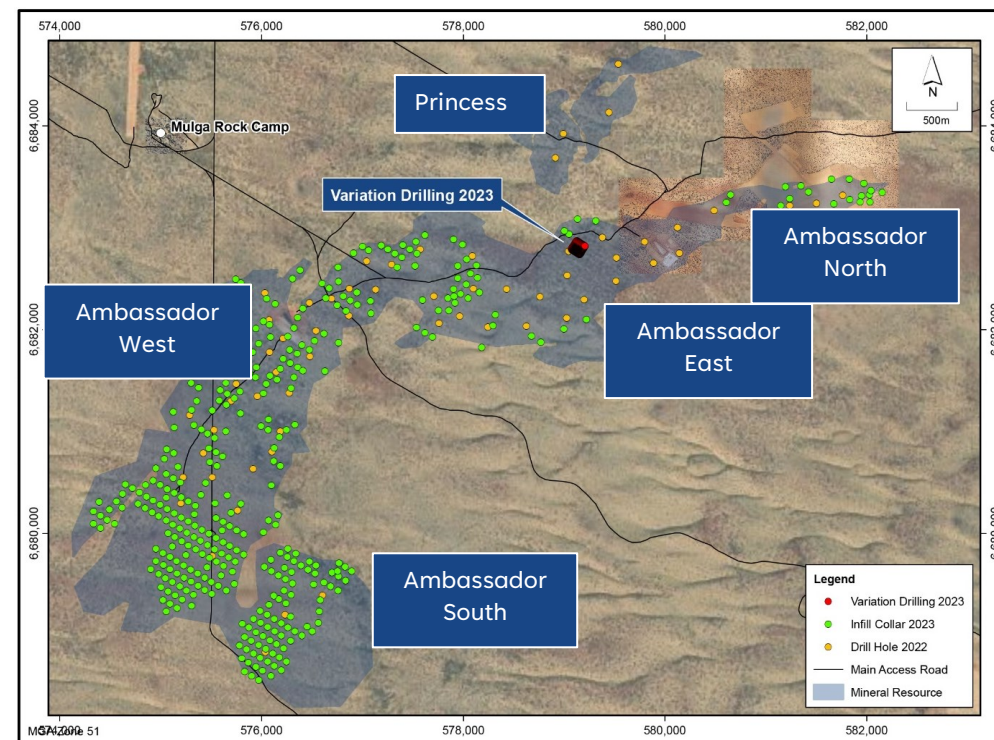 574,000
576,000
578,000
580,000
582,000
N
500m
6,684,000
Princess
Mulga Rock Camp
Variation Drilling 2023
Ambassador
North
Ambassador
West
6,682,000
Ambassador
East
6,680,000
Ambassador
South
Legend
Variation Drilling 2023
Infill Collar 2023
Drill Hole 2022
Main Access Road
Mineral Resource
574,000
576,000
578,000
580,000
582,000